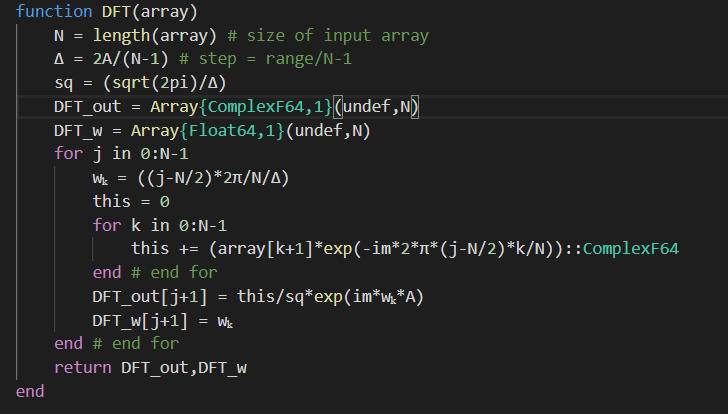 function DFT(array)
    N = length(array) # size of input array
    Δ = 2A/(N-1) # step = range/N-1
    sq = (sqrt(2pi)/Δ)
    DFT_out = Array{ComplexF64,1}(undef,N)
    DFT_w = Array{Float64,1}(undef,N)
    for j in 0:N-1
        wₖ = ((j-N/2)*2π/N/Δ)
        this = 0
        for k in 0:N-1
            this += (array[k+1]*exp(-im*2*π*(j-N/2)*k/N))::ComplexF64
        end # end for
        DFT_out[j+1] = this/sq*exp(im*wₖ*A)
        DFT_w[j+1] = wₖ
    end # end for
    return DFT_out,DFT_w
end